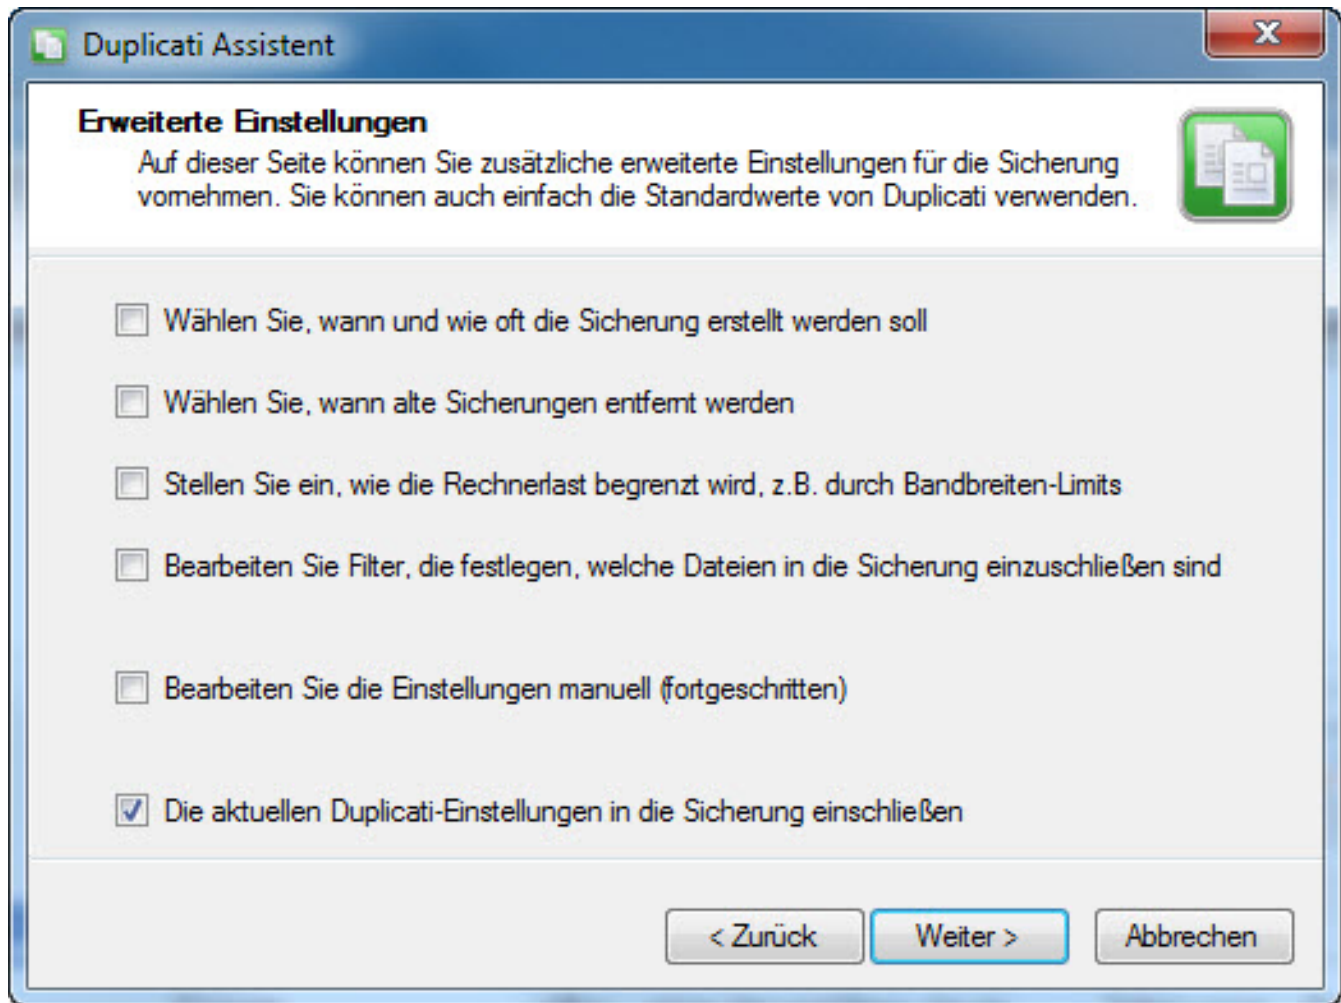 Duplicati Assistent
Erweiterte Einstellungen
Auf dieser Seite können Sie zusätzliche erweiterte Einstellungen für die Sicherung
vornehmen. Sie können auch einfach die Standardwerte von Duplicati verwenden.
Wählen Sie, wann und wie oft die Sicherung erstellt werden soll
Wählen Sie, wann alte Sicherungen entfernt werden
Stellen Sie ein, wie die Rechnerlast begrenzt wird, z.B. durch Bandbreiten-Limits
Bearbeiten Sie Filter, die festlegen, welche Dateien in die Sicherung einzuschließen sind
Bearbeiten Sie die Einstellungen manuell (fortgeschritten)
Die aktuellen Duplicati-Einstellungen in die Sicherung einschließen
< Zurück Weiter > Abbrechen